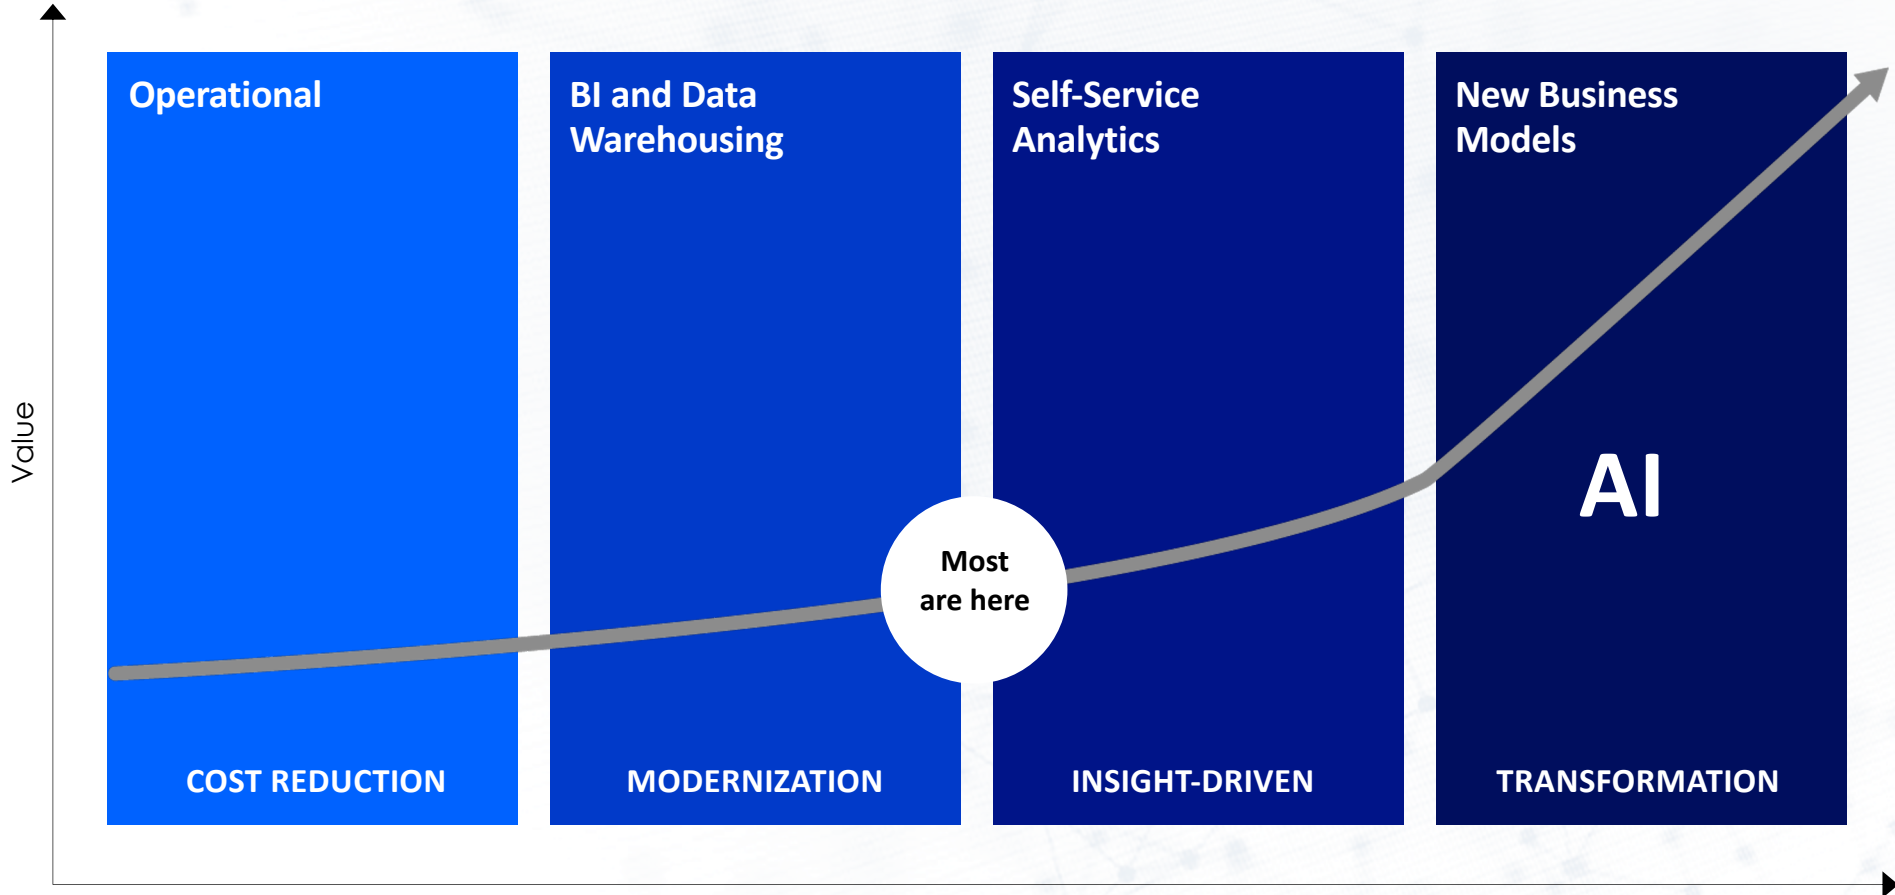 Value
Operational
BI and Data
Warehousing
Self-Service
Analytics
New Business
Models
AI
Most
are here
COST REDUCTION
MODERNIZATION
INSIGHT-DRIVEN
TRANSFORMATION